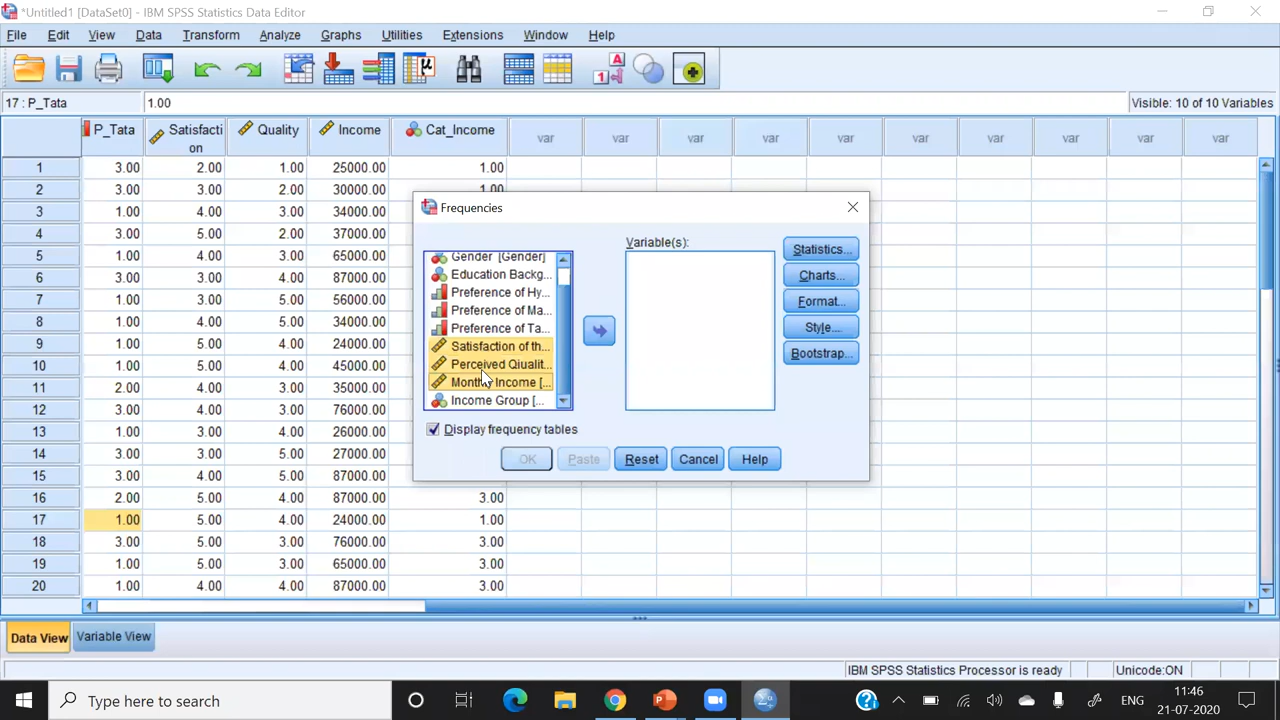 *Untitled1 [DataSet0] - IBM SPSS Statistics Data Editor
File Edit View Data Transform Analyze Graphs Utilities Extensions Window Help
17 : P_Tata 1.00 Visible: 10 of 10 Variables
P_Tata Satisfacti on Quality Income Cat_Income var var var var var var var var var var
1 3.00 2.00 1.00 25000.00 1.00
2 3.00 3.00 2.00 30000.00 1.00
3 1.00 4.00 3.00 34000.00
4 3.00 5.00 2.00 37000.00
5 1.00 4.00 3.00 65000.00
6 3.00 4.00 3.00 87000.00
7 1.00 3.00 5.00 56000.00
8 1.00 4.00 5.00 34000.00
9 1.00 4.00 5.00 24000.00
10 1.00 4.00 4.00 45000.00
11 2.00 4.00 3.00 35000.00
12 3.00 4.00 3.00 76000.00
13 1.00 3.00 4.00 26000.00
14 3.00 3.00 5.00 27000.00
15 3.00 5.00 4.00 87000.00
16 2.00 5.00 4.00 87000.00 3.00
17 1.00 5.00 4.00 24000.00 1.00
18 3.00 5.00 3.00 76000.00 3.00
19 1.00 5.00 3.00 65000.00 3.00
20 1.00 4.00 4.00 87000.00 3.00
Frequencies
Variable(s):
Gender [Gender]
Education Backg...
Preference of Hy...
Preference of Ma...
Preference of Ta...
Satisfaction of th...
Perceived Qiualit...
Income [...
Income Group [...
Statistics...
Charts...
Format...
Style...
Bootstrap...
Display frequency tables
OK Paste Reset Cancel Help
Data View Variable View
IBM SPSS Statistics Processor is ready Unicode:ON
Type here to search
ENG
11:46
21-07-2020